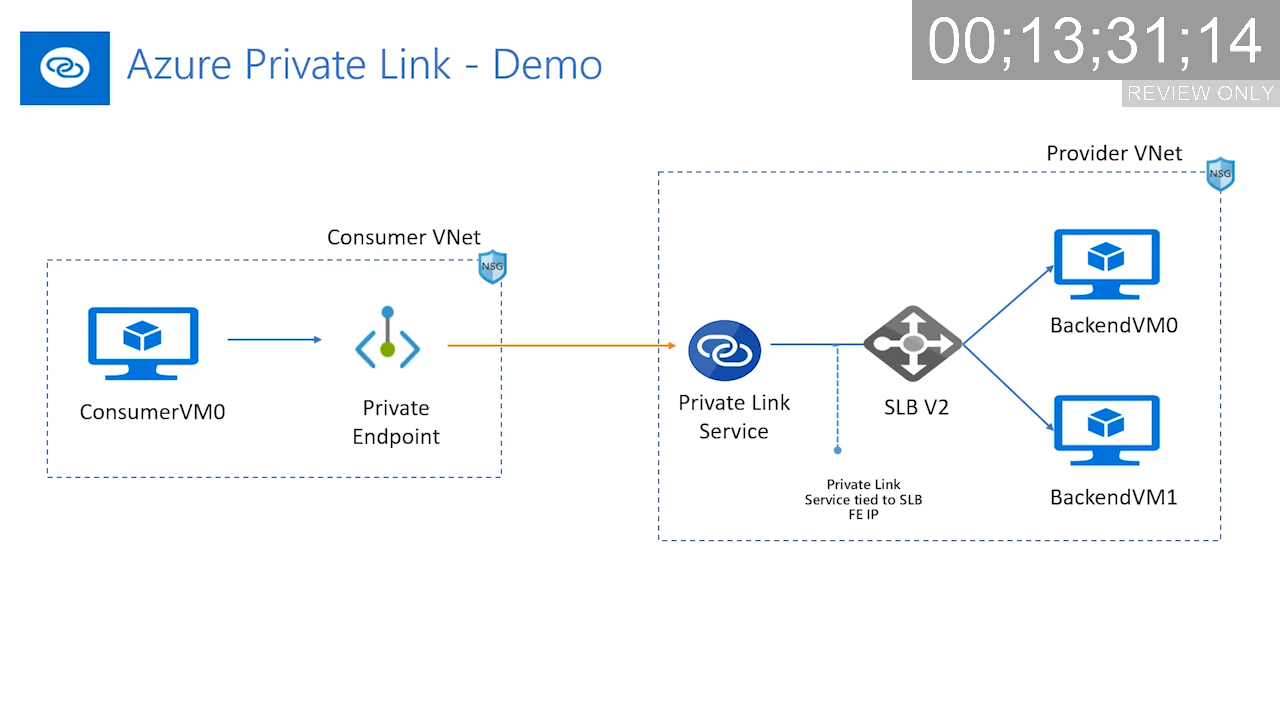 Azure Private Link - Demo
00;13;31;14
REVIEW ONLY
Provider VNet
NSG
Consumer VNet
NSG
ConsumerVM0
Private
Endpoint
Private Link
Service
SLB V2
BackendVM0
BackendVM1
Private Link
Service tied to SLB
FE IP